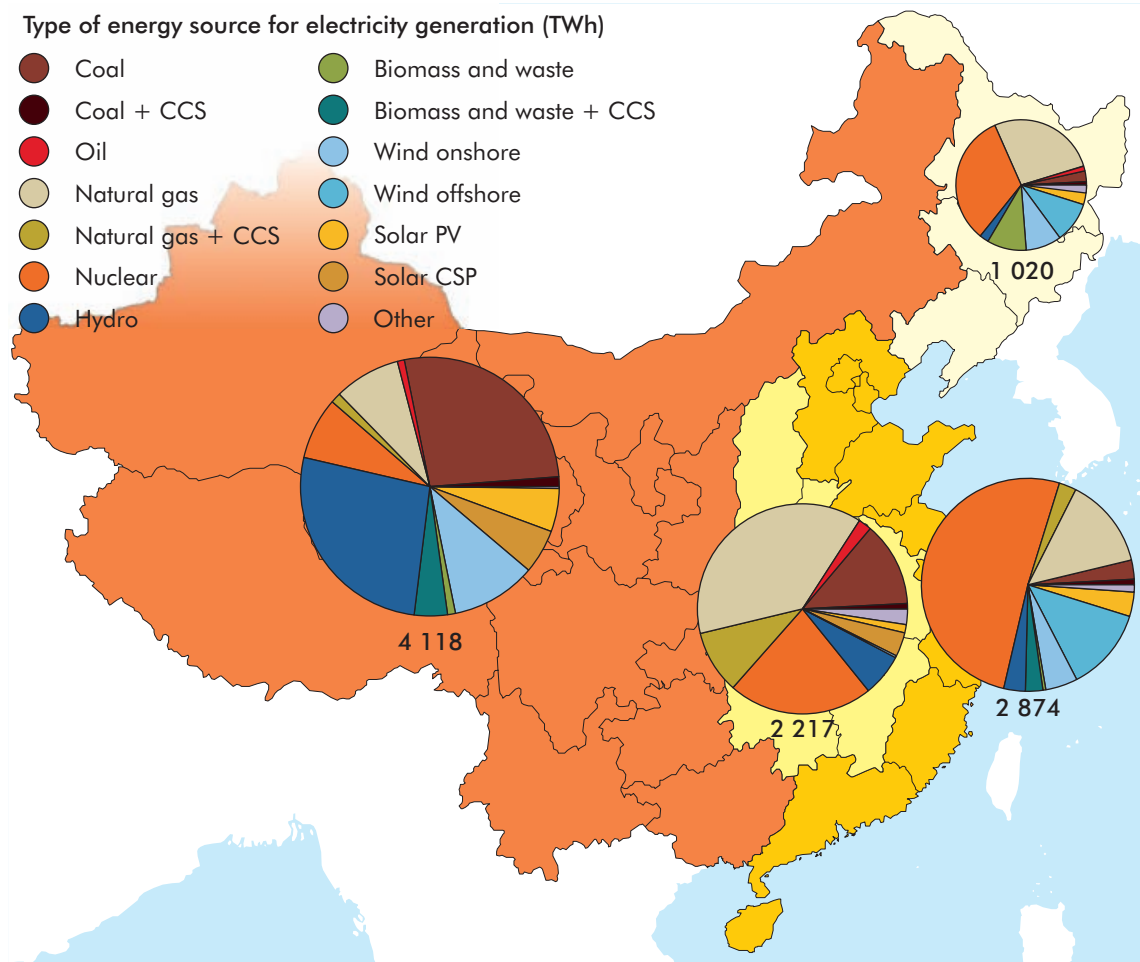 Type of energy source for electricity generation (TWh)
Coal
Coal + CCS
Oil
Natural gas
Natural gas + CCS
Nuclear
Hydro
Biomass and waste
Biomass and waste + CCS
Wind onshore
Wind offshore
Solar PV
Solar CSP
Other
1 020
4 118
2 217
2 874